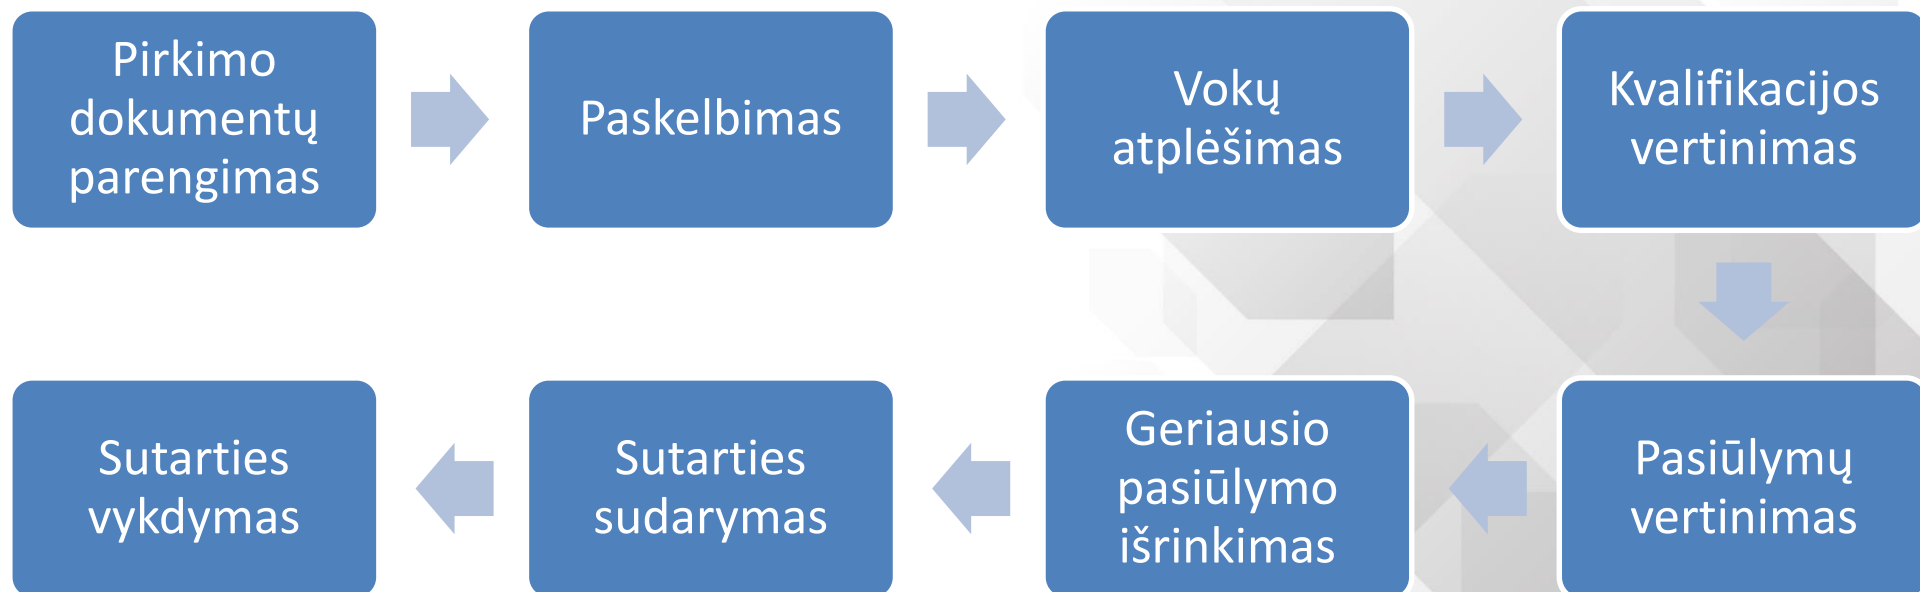 Pirkimo
dokumentų
parengimas
Paskelbimas
Vokų
atplėšimas
Kvalifikacijos
vertinimas
Pasiūlymų
vertinimas
Geriausio
pasiūlymo
išrinkimas
Sutarties
sudarymas
Sutarties
vykdymas